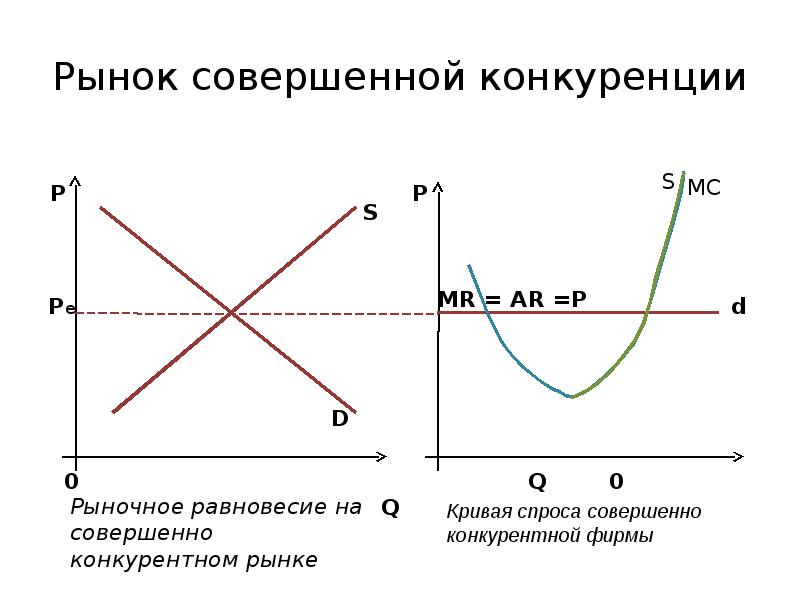 Рынок совершенной конкуренции
P
S
Pe
D
0
Q
P
S
MC
MR = AR =P
d
Q
0
Рыночное равновесие на
совершенно
конкурентном рынке
Кривая спроса совершенно
конкурентной фирмы